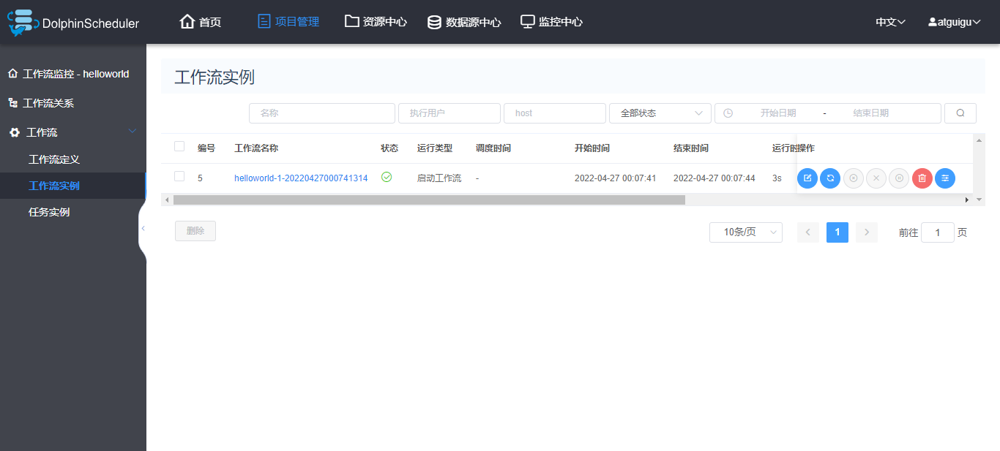 DolphinScheduler 首页 项目管理 资源中心 数据源中心 监控中心 中文 atguigu
工作流监控 - helloworld
工作流关系
工作流
工作流定义
工作流实例
任务实例
工作流实例
名称 执行用户 host 全部状态 开始日期 - 结束日期
编号 工作流名称 状态 运行类型 调度时间 开始时间 结束时间 运行时 操作
5 helloworld-1-20220427000741314 启动工作流 - 2022-04-27 00:07:41 2022-04-27 00:07:44 3s
删除 10条/页 1 前往 1 页